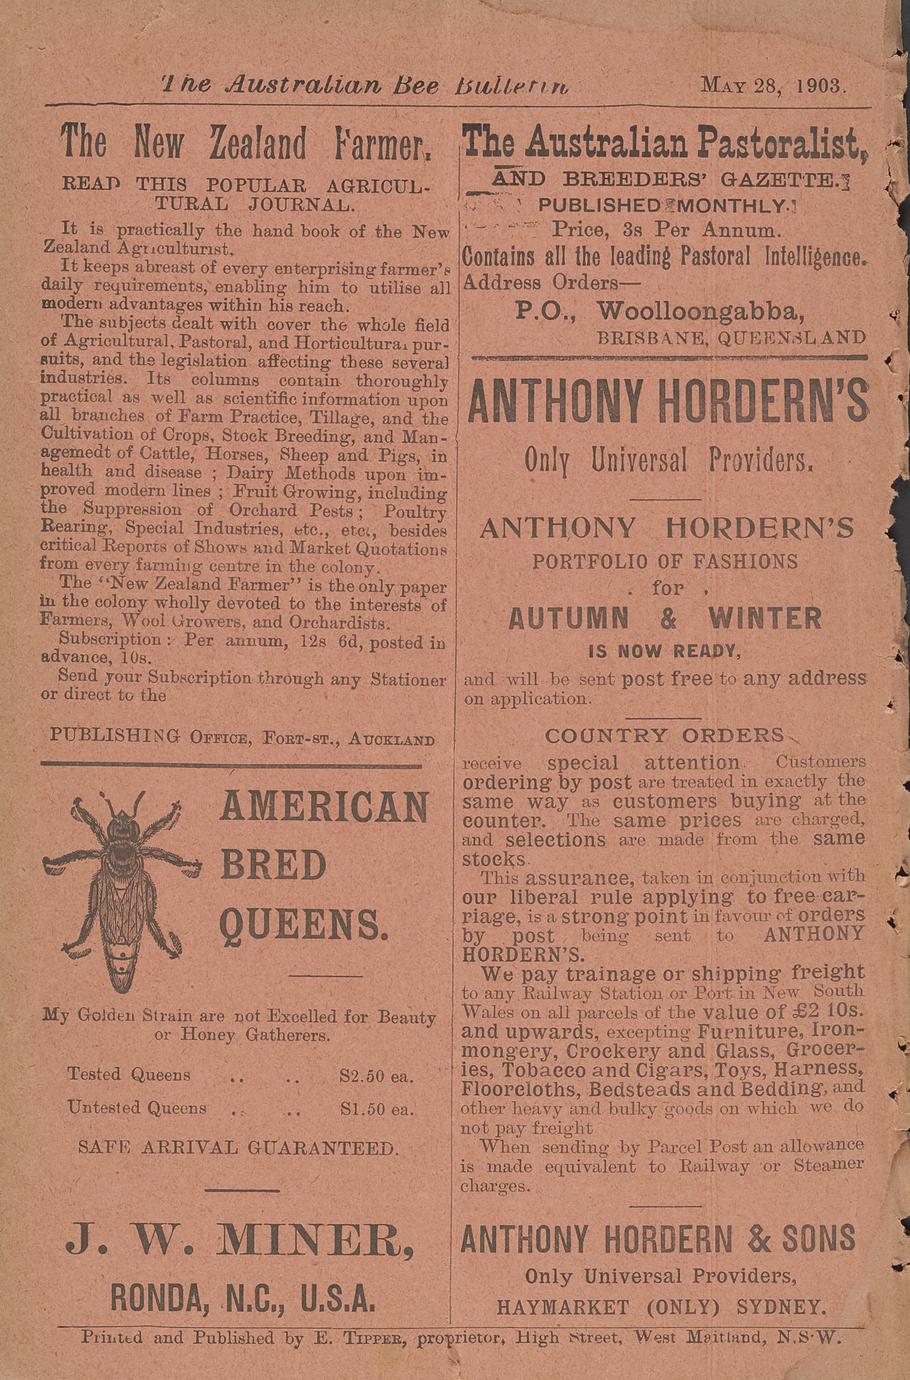 The Australian Bee Bulletin
MAY 28, 1903.
The New Zealand Farmer.
READ THIS POPULAR AGRICUL-
TURAL JOURNAL.
It is practically the hand book of the New
Zealand Agriculturist.
It keeps abreast of every enterprising farmer's
daily requirements, enabling him to utilise all
modern advantages within his reach.
The subjects dealt with cover the whole field
of Agricultural, Pastoral, and Horticultural pur-
suits, and the legislation affecting these several
industries. Its columns contain thoroughly
practical as well as scientific information upon
all branches of Farm Practice, Tillage, and the
Cultivation of Crops, Stock Breeding, and Man-
agemedt of Cattle, Horses, Sheep and Pigs, in
health and disease ; Dairy Methods upon im-
proved modern lines ; Fruit Growing, including
the Suppression of Orchard Pests ; Poultry
Rearing, Special Industries, etc., etc., besides
critical Reports of Shows and Market Quotations
from every farming centre in the colony.
The "New Zealand Farmer" is the only paper
in the colony wholly devoted to the interests of
Farmers, Wool Growers, and Orchardists.
Subscription : Per annum, 12s 6d, posted in
advance, 10s.
Send your Subscription through any Stationer
or direct to the
PUBLISHING OFFICE, FORT-ST., AUCKLAND
AMERICAN
BRED
QUEENS.
My Golden Strain are not Excelled for Beauty
or Honey Gatherers.
Tested Queens .. .. $2.50 ea.
Untested Queens .. .. $1.50 ea.
SAFE ARRIVAL GUARANTEED.
J. W. MINER,
RONDA, N.C., U.S.A.
The Australian Pastoralist,
AND BREEDERS' GAZETTE.
PUBLISHED MONTHLY.
Price, 3s Per Annum.
Contains all the leading Pastoral Intelligence.
Address Orders—
P.O., Woolloongabba,
BRISBANE, QUEENSLAND
ANTHONY HORDERN'S
Only Universal Providers.
ANTHONY HORDERN'S
PORTFOLIO OF FASHIONS
for
AUTUMN & WINTER
IS NOW READY,
and will be sent post free to any address
on application.
COUNTRY ORDERS
receive special attention. Customers
ordering by post are treated in exactly the
same way as customers buying at the
counter. The same prices are charged,
and selections are made from the same
stocks.
This assurance, taken in conjunction with
our liberal rule applying to free car-
riage, is a strong point in favour of orders
by post being sent to ANTHONY
HORDERN'S.
We pay trainage or shipping freight
to any Railway Station or Port in New South
Wales on all parcels of the value of £2 10s.
and upwards, excepting Furniture, Iron-
mongery, Crockery and Glass, Grocer-
ies, Tobacco and Cigars, Toys, Harness,
Floorcloths, Bedsteads and Bedding, and
other heavy and bulky goods on which we do
not pay freight
When sending by Parcel Post an allowance
is made equivalent to Railway or Steamer
charges.
ANTHONY HORDERN & SONS
Only Universal Providers,
HAYMARKET (ONLY) SYDNEY.
Printed and Published by E. TIPPER, proprietor, High Street, West Maitland, N.S.W.